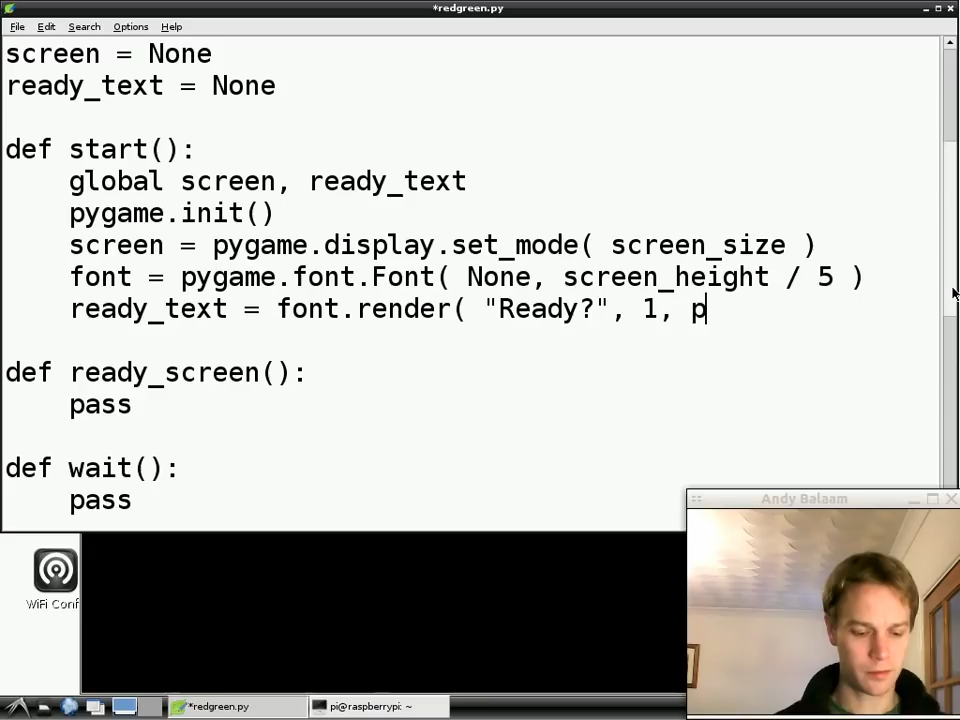 *redgreen.py
File Edit Search Options Help
screen = None
ready_text = None
def start():
global screen, ready_text
pygame.init()
screen = pygame.display.set_mode( screen_size )
font = pygame.font.Font( None, screen_height / 5 )
ready_text = font.render( "Ready?", 1, p
def ready_screen():
pass
def wait():
pass
Andy Balaam
WiFi Conf
*redgreen.py
pi@raspberrypi: ~